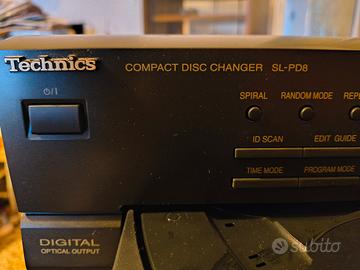 Technics COMPACT DISC CHANGER SL-PD8
SPIRAL RANDOM MODE REPE
ID SCAN EDIT GUIDE
TIME MODE PROGRAM MODE
DIGITAL
OPTICAL OUTPUT
subito